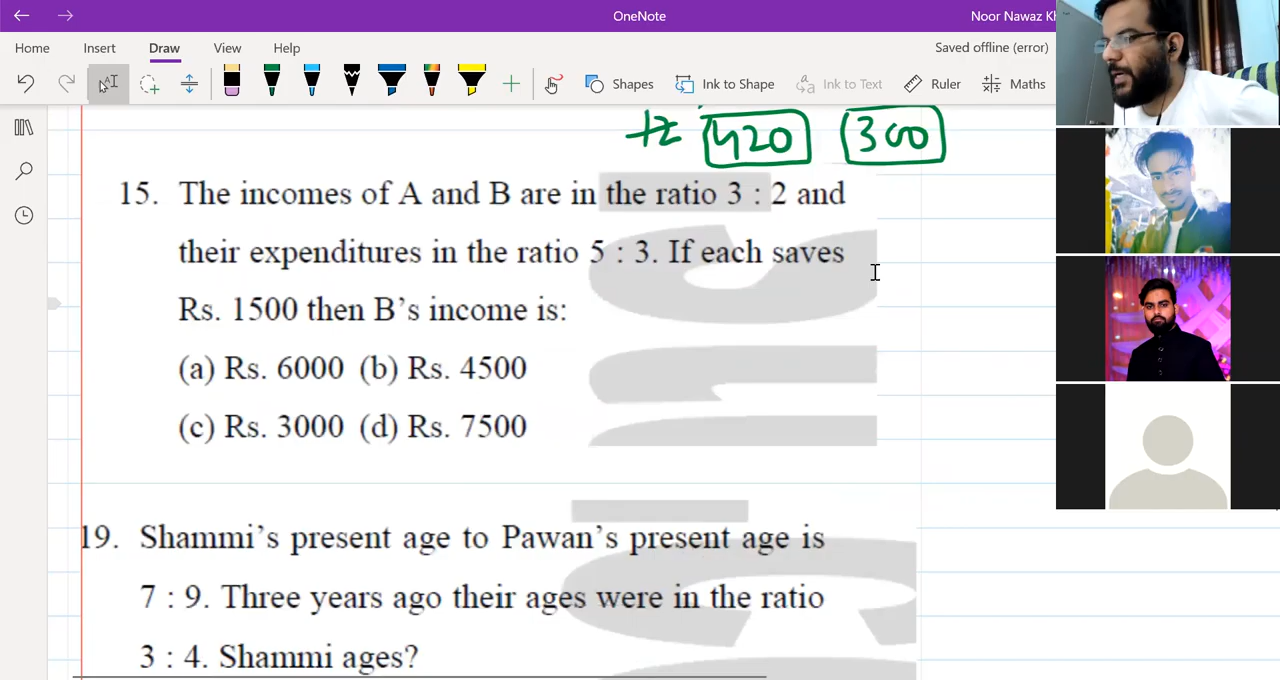 OneNote
Noor Nawaz Kh
Home Insert Draw View Help
Saved offline (error)
Shapes Ink to Shape Ink to Text Ruler Maths
420 300
15. The incomes of A and B are in the ratio 3 : 2 and
their expenditures in the ratio 5 : 3. If each saves
Rs. 1500 then B’s income is:
(a) Rs. 6000 (b) Rs. 4500
(c) Rs. 3000 (d) Rs. 7500
19. Shammi’s present age to Pawan’s present age is
7 : 9. Three years ago their ages were in the ratio
3 : 4. Shammi ages?